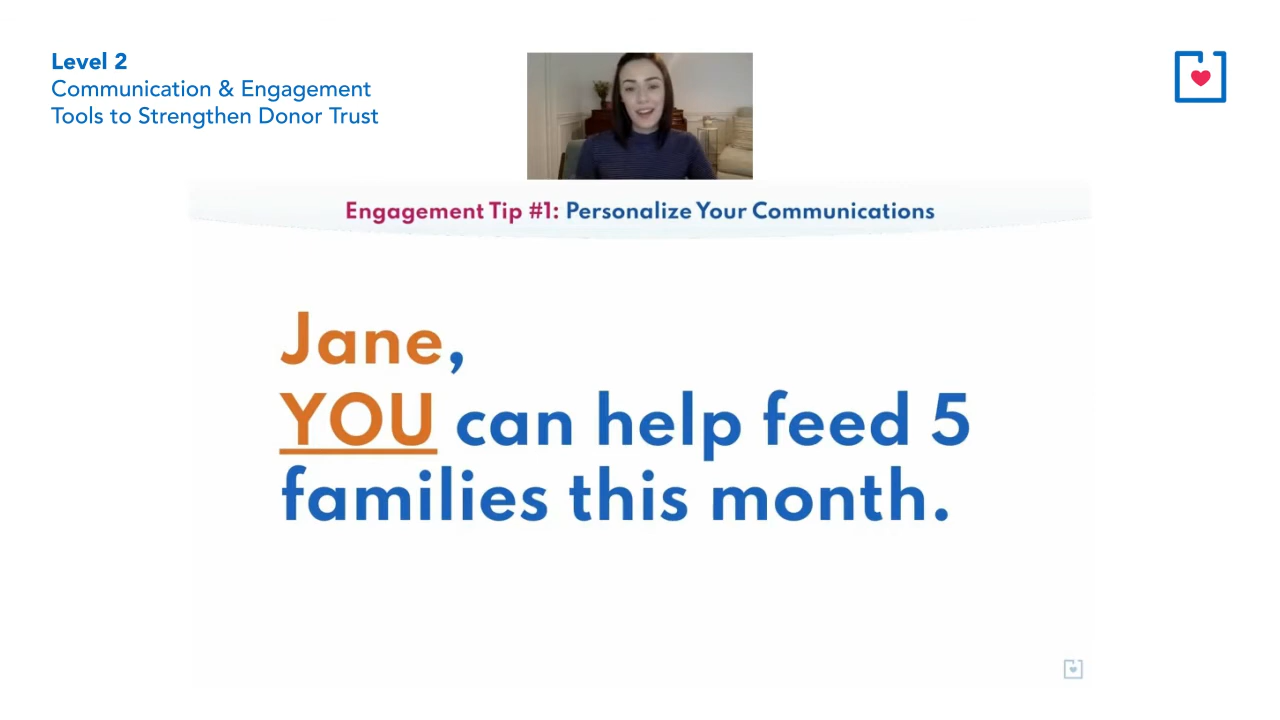 Level 2
Communication & Engagement
Tools to Strengthen Donor Trust
Engagement Tip #1: Personalize Your Communications
Jane,
YOU can help feed 5
families this month.